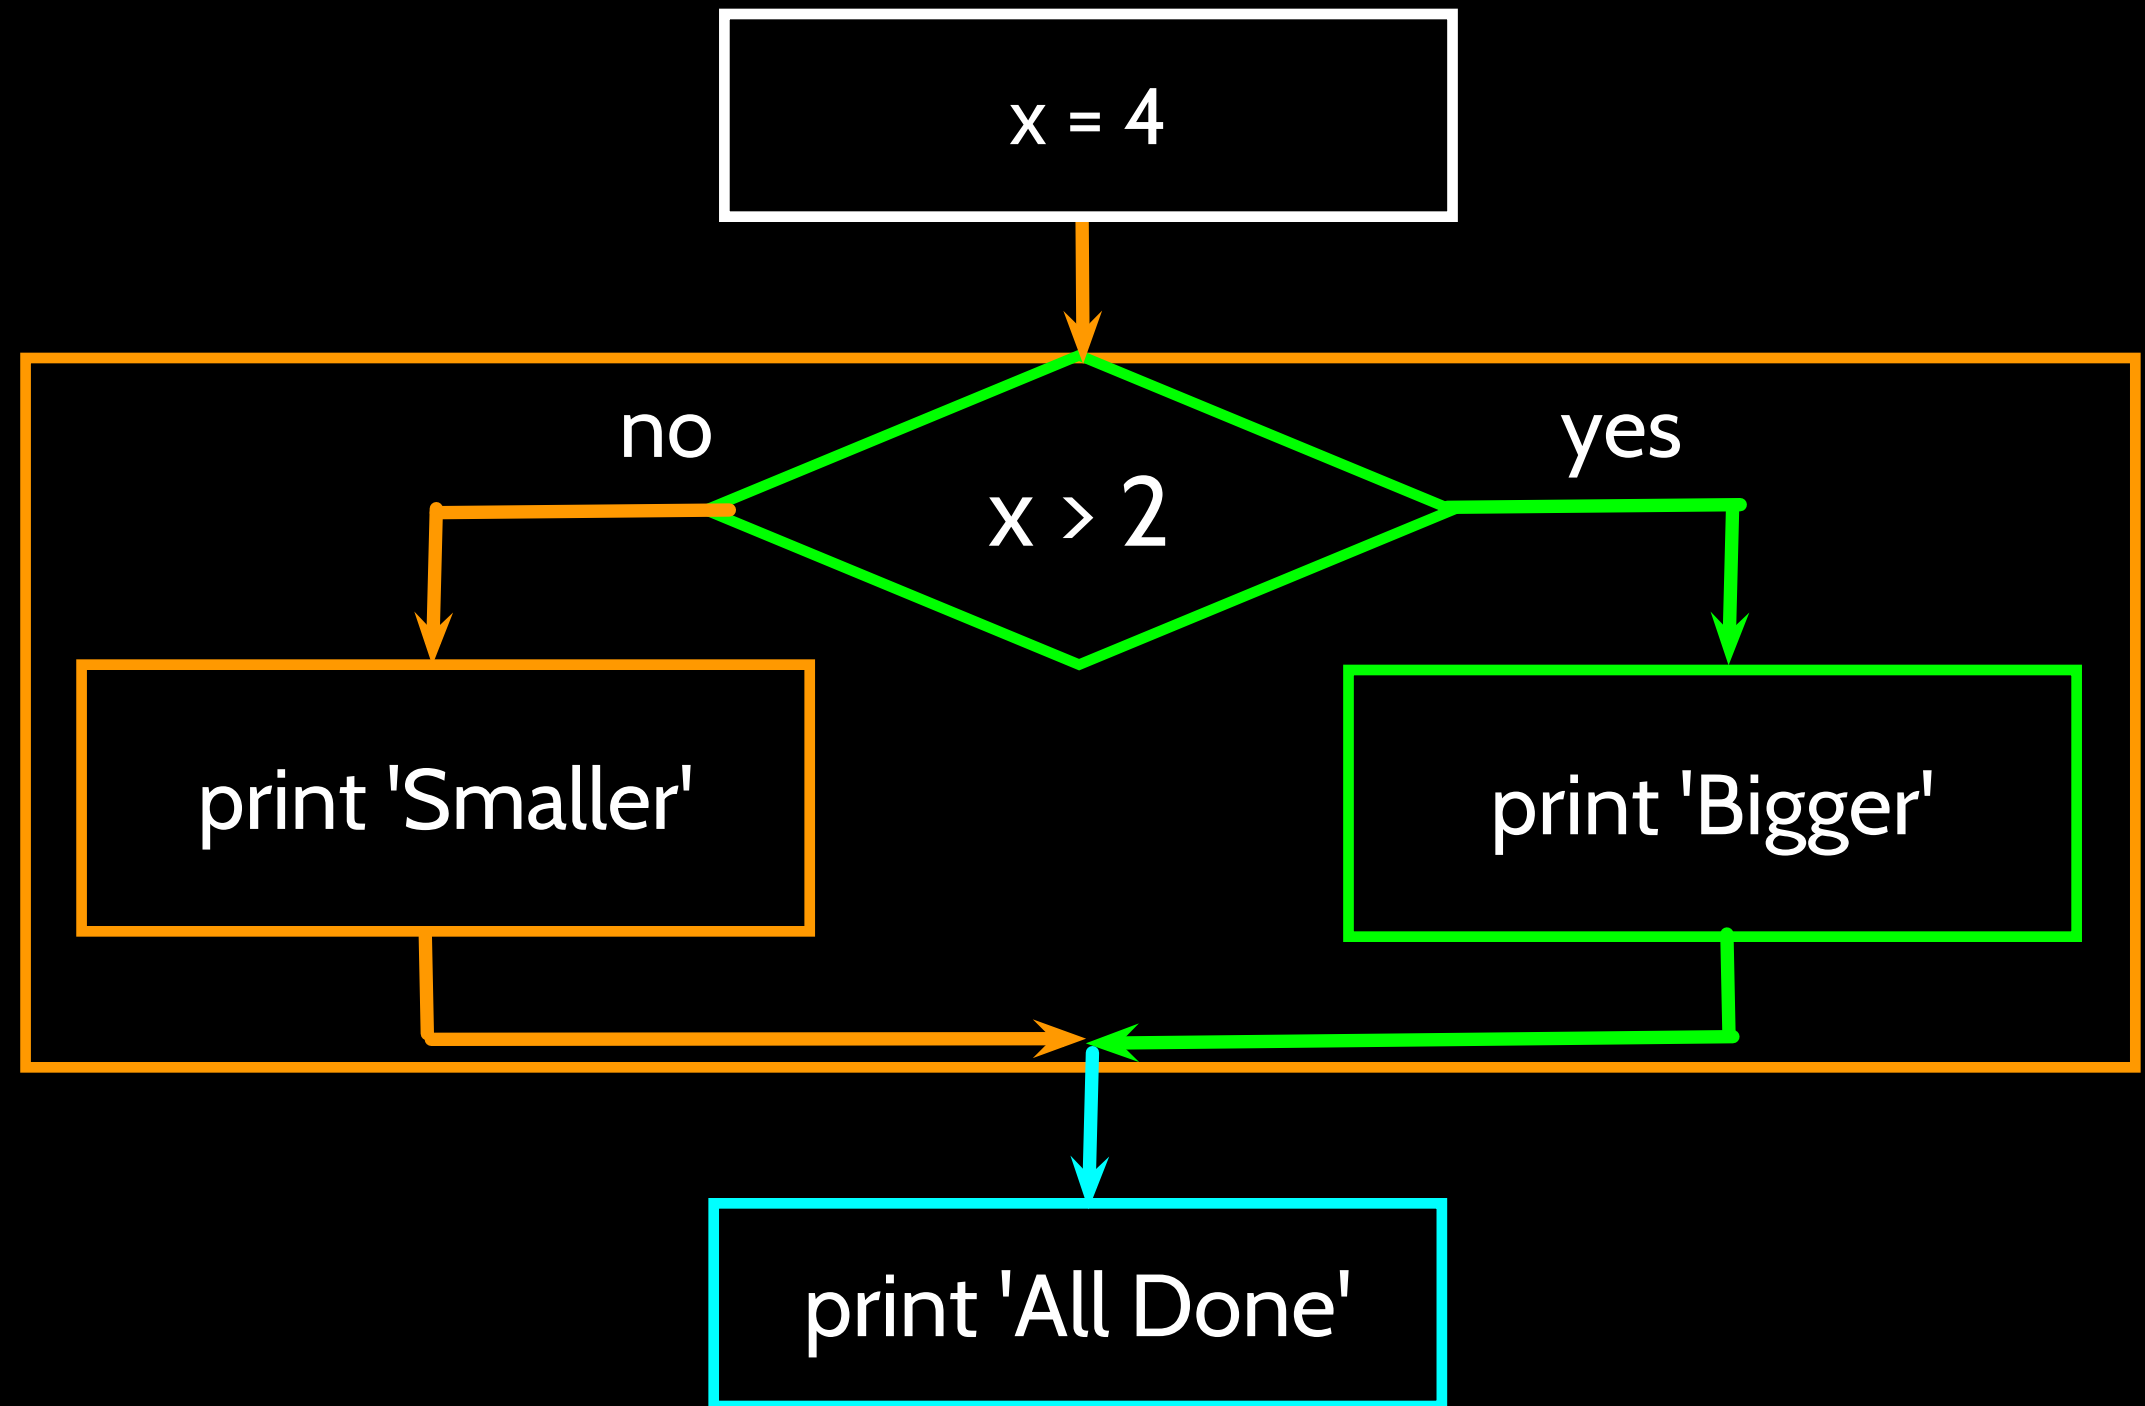 x = 4
no
yes
x > 2
print 'Smaller'
print 'Bigger'
print 'All Done'